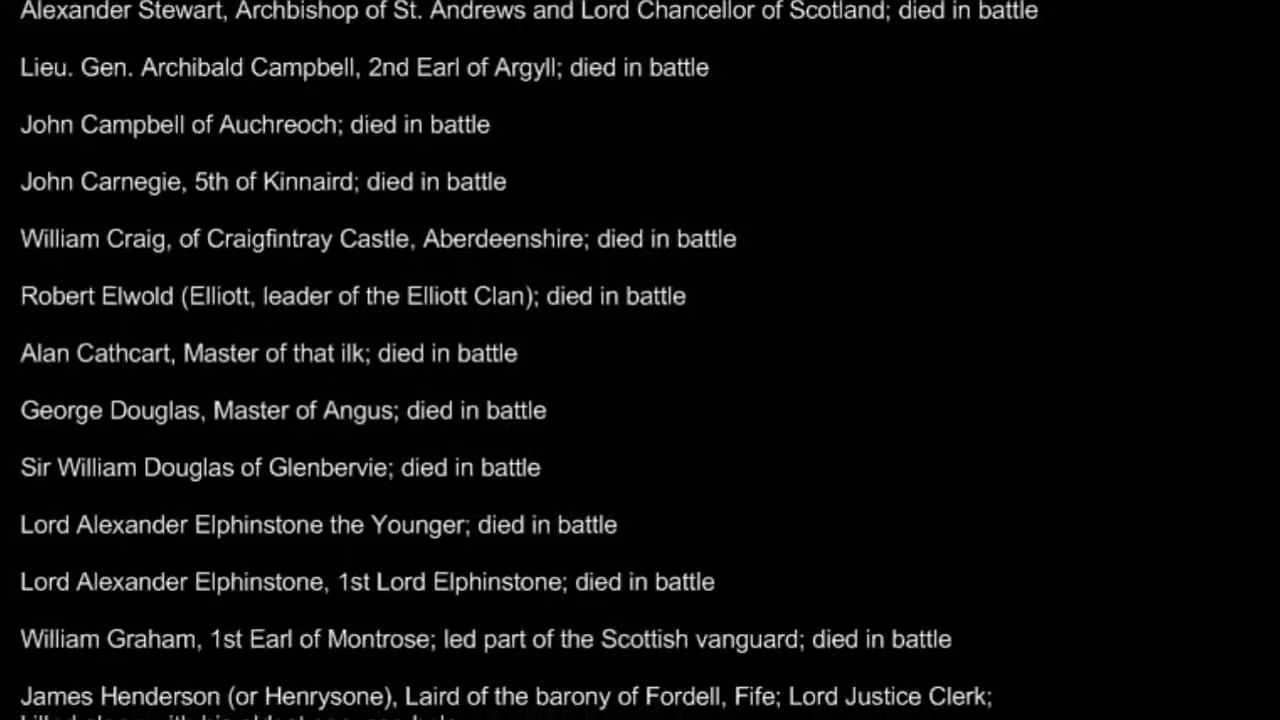 Alexander Stewart, Archbishop of St. Andrews and Lord Chancellor of Scotland; died in battle
Lieu. Gen. Archibald Campbell, 2nd Earl of Argyll; died in battle
John Campbell of Auchreoch; died in battle
John Carnegie, 5th of Kinnaird; died in battle
William Craig, of Craigfintray Castle, Aberdeenshire; died in battle
Robert Elwold (Elliott, leader of the Elliott Clan); died in battle
Alan Cathcart, Master of that ilk; died in battle
George Douglas, Master of Angus; died in battle
Sir William Douglas of Glenbervie; died in battle
Lord Alexander Elphinstone the Younger; died in battle
Lord Alexander Elphinstone, 1st Lord Elphinstone; died in battle
William Graham, 1st Earl of Montrose; led part of the Scottish vanguard; died in battle
James Henderson (or Henrysone), Laird of the barony of Fordell, Fife; Lord Justice Clerk;